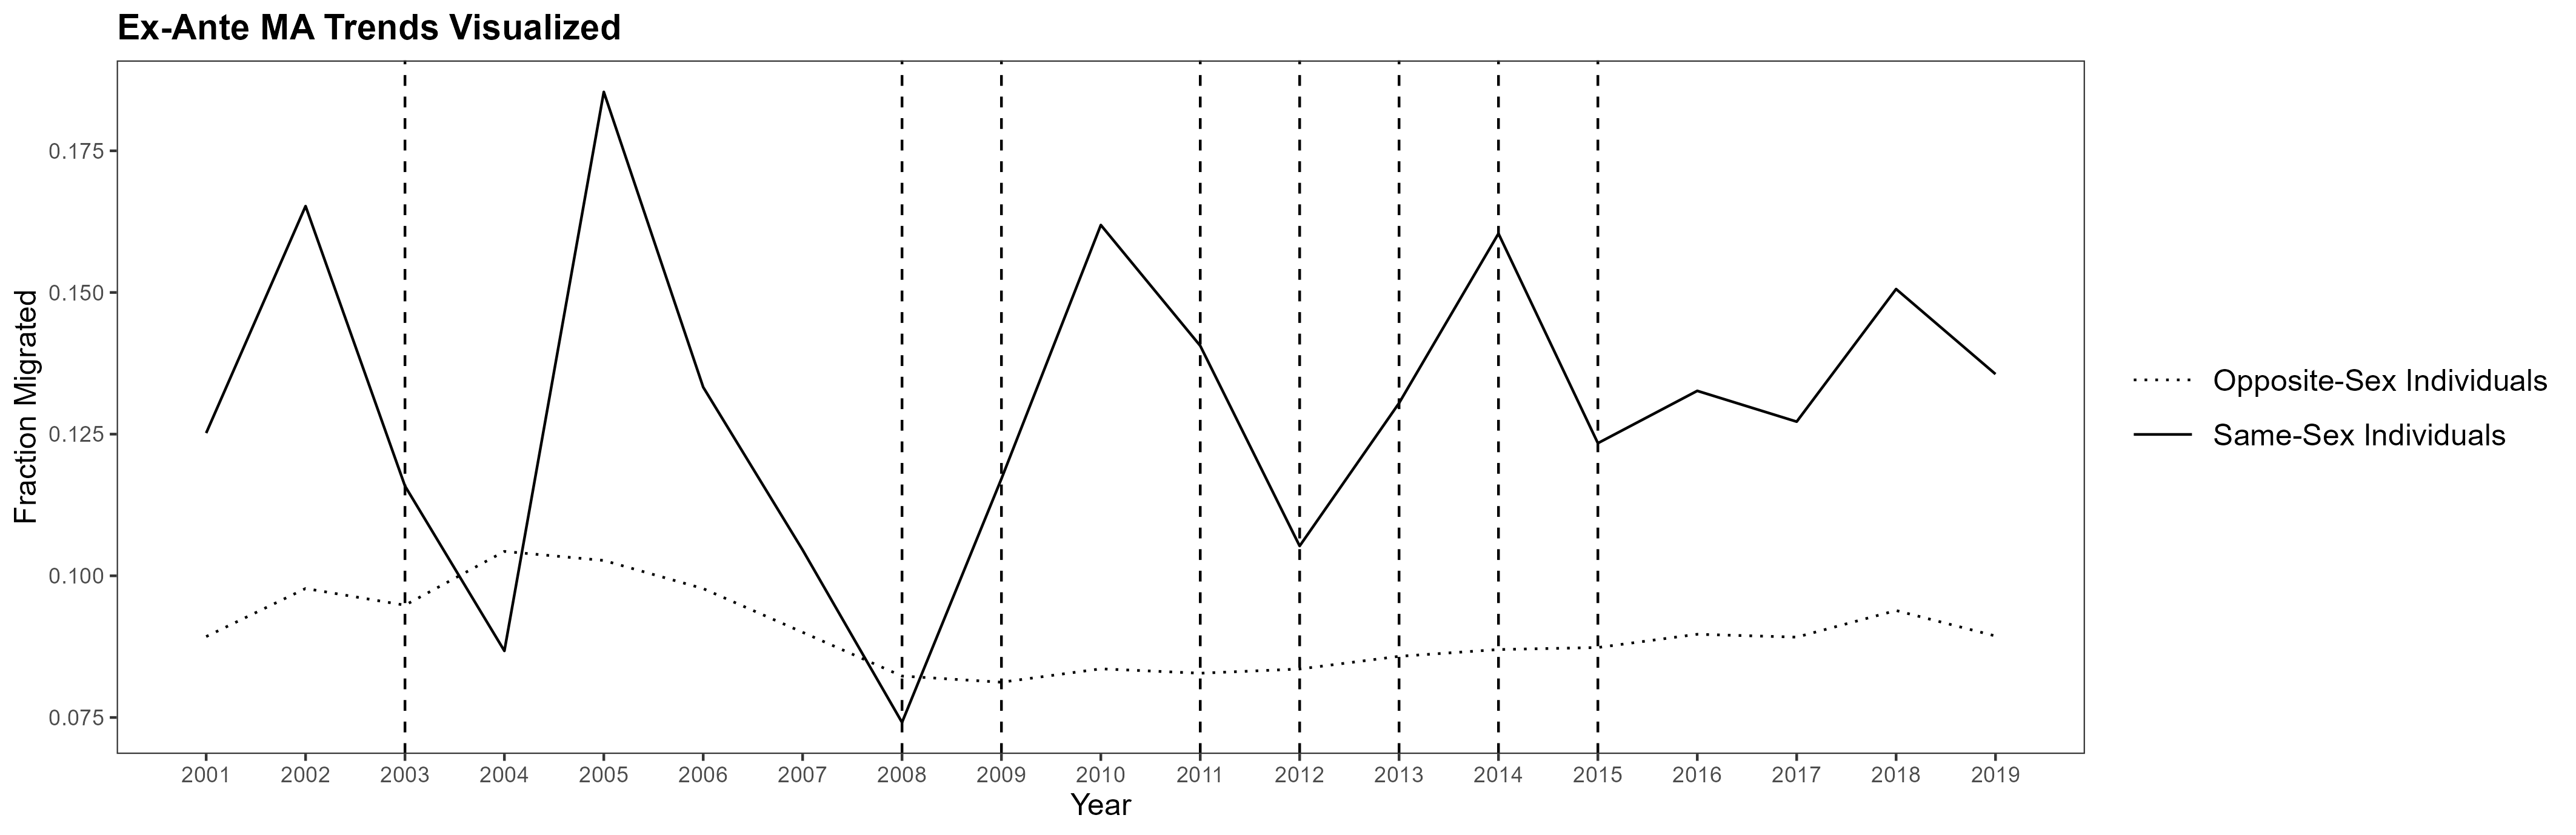 Ex-Ante MA Trends Visualized
Fraction Migrated
0.175
0.150
0.125
0.100
0.075
2001 2002 2003 2004 2005 2006 2007 2008 2009 2010 2011 2012 2013 2014 2015 2016 2017 2018 2019
Year
Opposite-Sex Individuals
Same-Sex Individuals